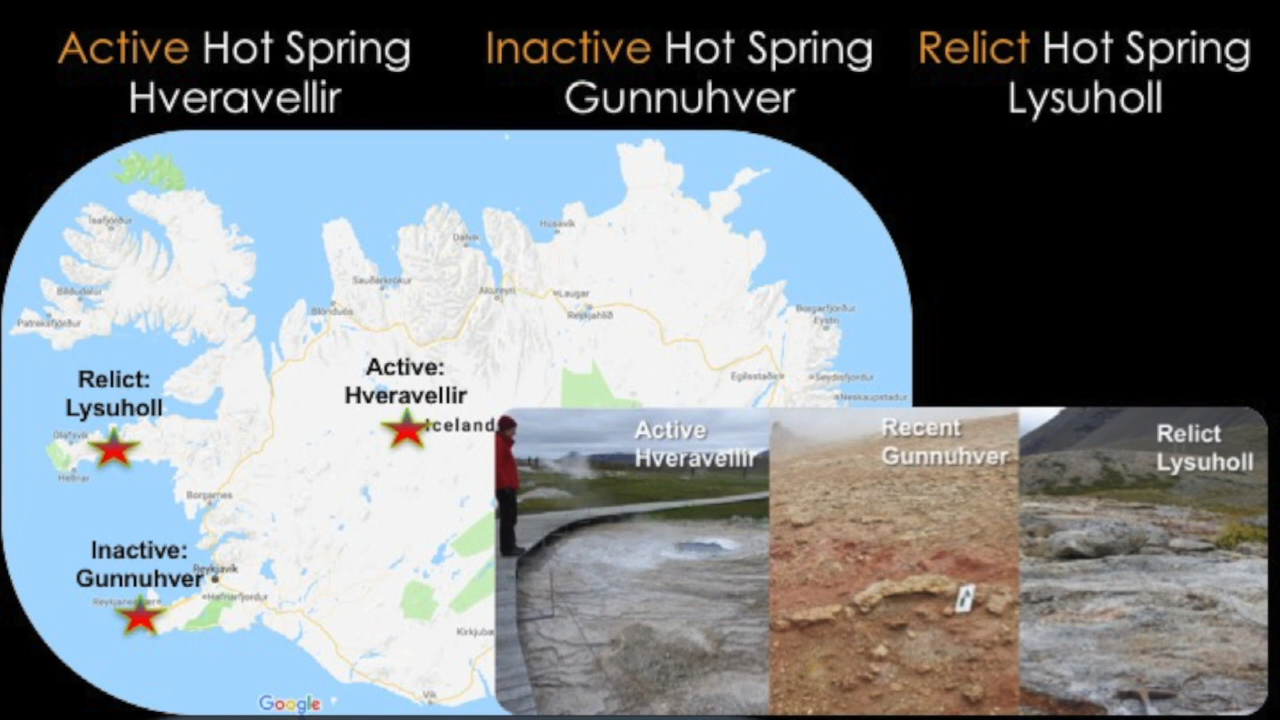 Active Hot Spring
Hveravellir
Inactive Hot Spring
Gunnuhver
Relict Hot Spring
Lysuholl
Ísafjörður
Bíldudalur
Patreksfjörður
Blönduós
Sauðárkrókur
Dalvík
Akureyri
Húsavík
Laugar
Reykjahlíð
Borgarfjörður
Eystri
Egilsstaðir
Seyðisfjörður
Neskaupstaður
Relict:
Lysuholl
Active:
Hveravellir
Iceland
Ólafsvík
Hellnar
Borgarnes
Inactive:
Gunnuhver
Reykjavík
Hafnarfjörður
Vík
Google
Active
Hveravellir
Recent
Gunnuhver
Relict
Lysuholl